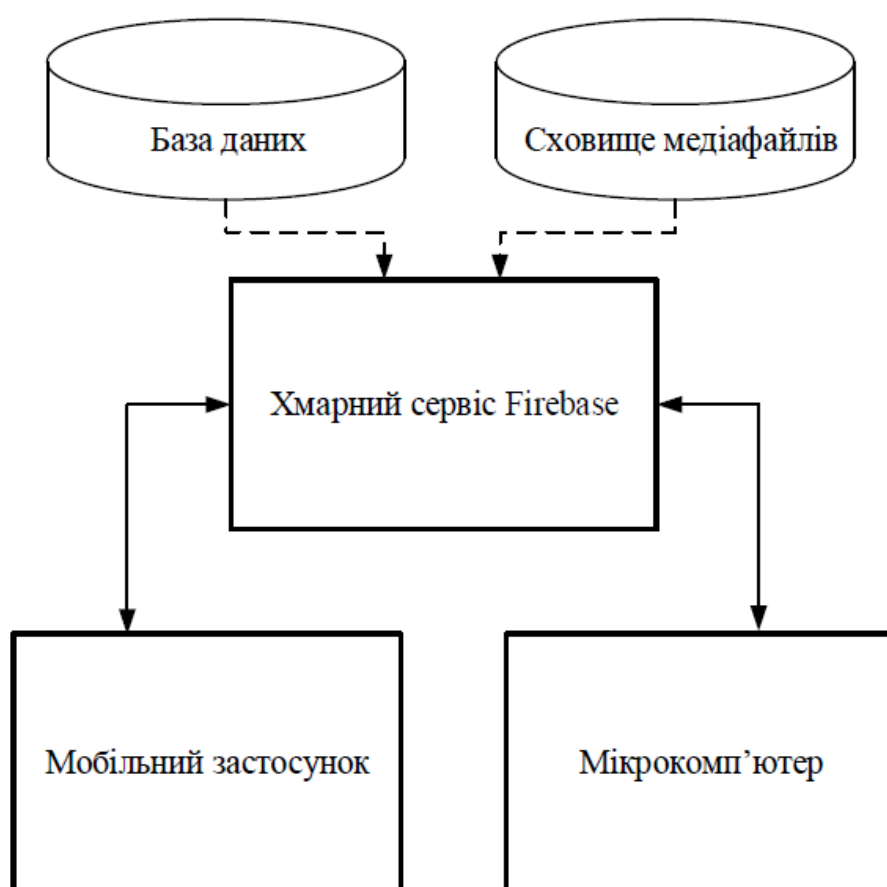 База даних
Сховище медіафайлів
Хмарний сервіс Firebase
Мобільний застосунок
Мікрокомп’ютер